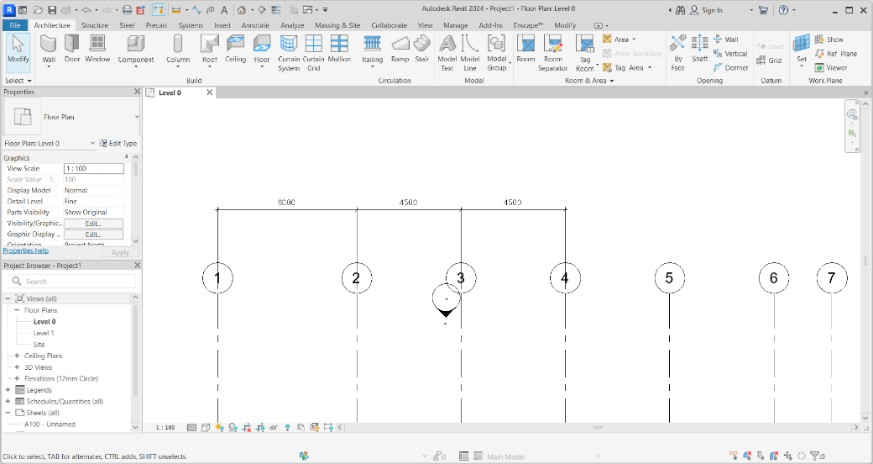 Autodesk Revit 2024 - Project1 - Floor Plan: Level 0
Sign In
File Architecture Structure Steel Precast Systems Insert Annotate Analyze Massing & Site Collaborate View Manage Add-Ins Enscape™ Modify
Modify
Wall
Door
Window
Component
Column
Roof
Ceiling
Floor
Curtain System
Curtain Grid
Mullion
Railing
Ramp
Stair
Model Text
Model Line
Model Group
Room
Room Separator
Tag Room
Area
Area Boundary
Tag Area
By Face
Shaft
Wall
Vertical
Dormer
Level
Grid
Set
Show
Ref Plane
Viewer
Select
Build
Circulation
Model
Room & Area
Opening
Datum
Work Plane
Properties
Floor Plan
Floor Plan: Level 0
Edit Type
Graphics
View Scale 1 : 100
Scale Value 1: 100
Display Model Normal
Detail Level Fine
Parts Visibility Show Original
Visibility/Graphic... Edit...
Graphic Display ... Edit...
Orientation Project North
Properties help
Apply
Project Browser - Project1
Search
Views (all)
Floor Plans
Level 0
Level 1
Site
Ceiling Plans
3D Views
Elevations (12mm Circle)
Legends
Schedules/Quantities (all)
Sheets (all)
A100 - Unnamed
Level 0
4500 4500
1 2 3 4 5 6 7
1 : 100
Click to select, TAB for alternates, CTRL adds, SHIFT unselects.
:0
Main Model
:0